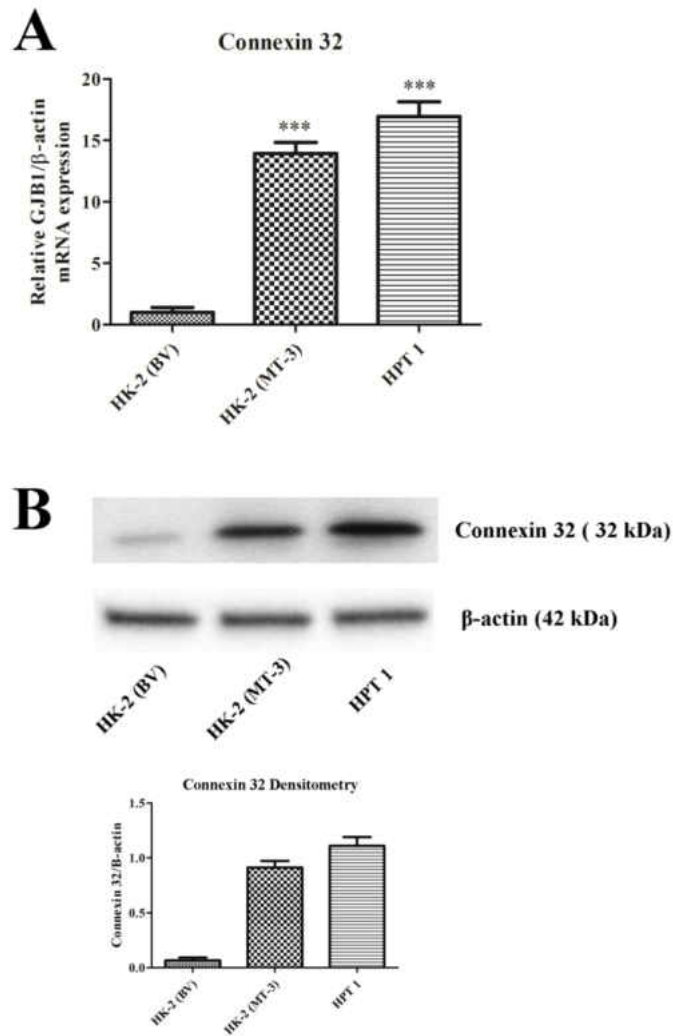 A
Connexin 32
Relative GJB1/β-actin
mRNA expression
20
15
10
5
0
***
***
HK-2 (BV)
HK-2 (MT-3)
HPT 1
B
Connexin 32 ( 32 kDa)
β-actin (42 kDa)
HK-2 (BV)
HK-2 (MT-3)
HPT 1
Connexin 32 Densitometry
Connexin 32/B-actin
1.5
1.0
0.5
0.0
HK-2 (BV)
HK-2 (MT-3)
HPT 1